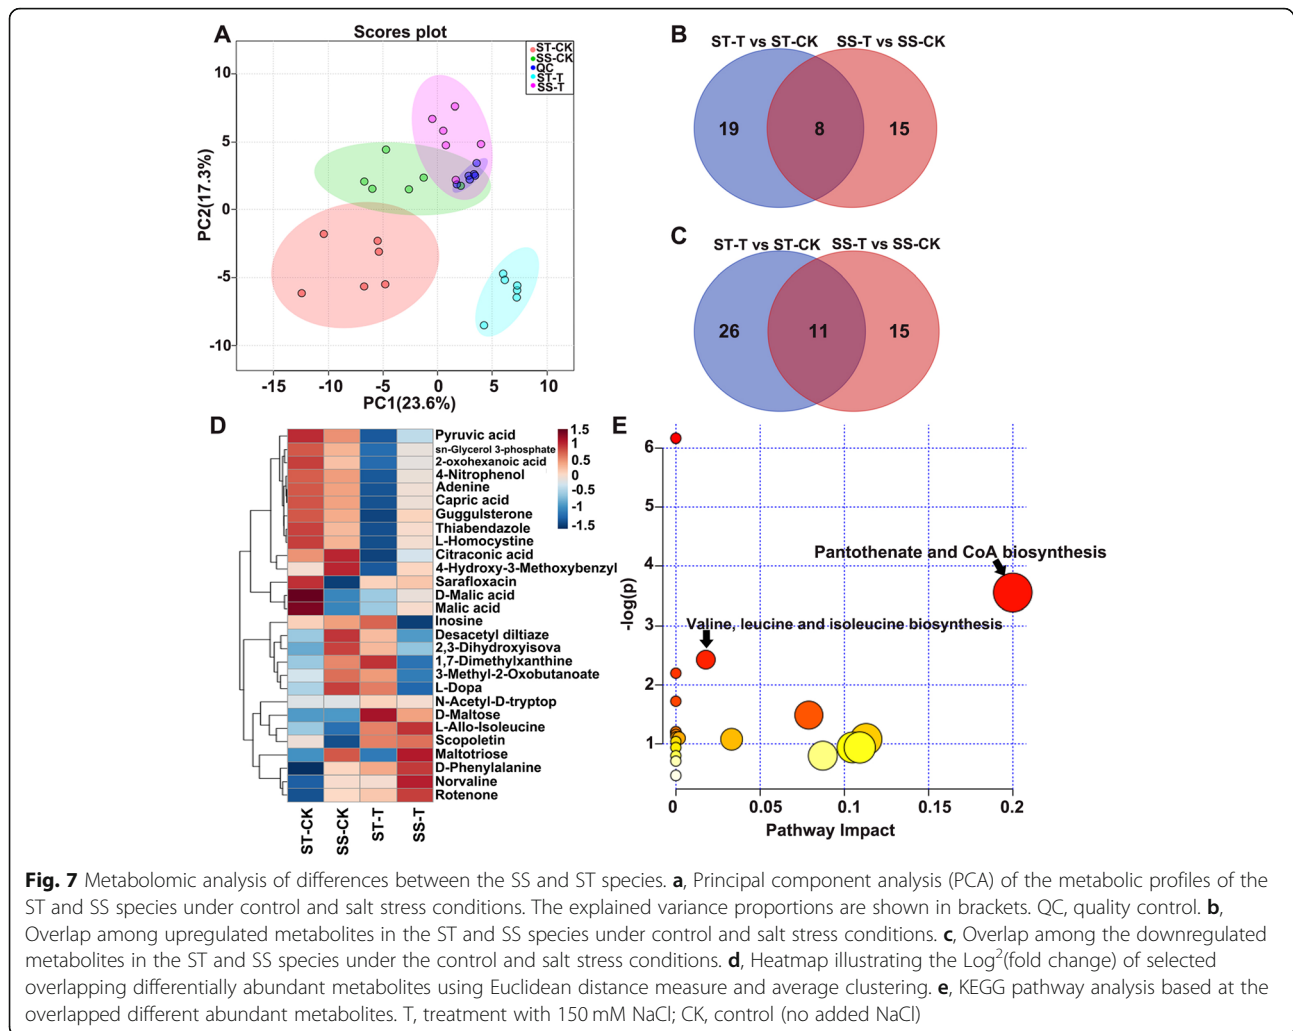 A
Scores plot
ST-CK
SS-CK
QC
ST-T
SS-T
10
5
0
-5
-10
PC2(17.3%)
-15 -10 -5 0 5 10
PC1(23.6%)
B
ST-T vs ST-CK SS-T vs SS-CK
19 8 15
C
ST-T vs ST-CK SS-T vs SS-CK
26 11 15
D
Pyruvic acid
sn-Glycerol 3-phosphate
2-oxohexanoic acid
4-Nitrophenol
Adenine
Capric acid
Guggulsterone
Thiabendazole
L-Homocystine
Citraconic acid
4-Hydroxy-3-Methoxybenzyl
Sarafloxacin
D-Malic acid
Malic acid
Inosine
Desacetyl diltiaze
2,3-Dihydroxyisova
1,7-Dimethylxanthine
3-Methyl-2-Oxobutanoate
L-Dopa
N-Acetyl-D-tryptop
D-Maltose
L-Allo-Isoleucine
Scopoletin
Maltotriose
D-Phenylalanine
Norvaline
Rotenone
ST-CK
SS-CK
ST-T
SS-T
1.5
1
0.5
0
-0.5
-1
-1.5
E
6
5
4
3
2
1
-log(p)
Pantothenate and CoA biosynthesis
Valine, leucine and isoleucine biosynthesis
0 0.05 0.1 0.15 0.2
Pathway Impact
Fig. 7 Metabolomic analysis of differences between the SS and ST species. a, Principal component analysis (PCA) of the metabolic profiles of the
ST and SS species under control and salt stress conditions. The explained variance proportions are shown in brackets. QC, quality control. b,
Overlap among upregulated metabolites in the ST and SS species under control and salt stress conditions. c, Overlap among the downregulated
metabolites in the ST and SS species under the control and salt stress conditions. d, Heatmap illustrating the Log²(fold change) of selected
overlapping differentially abundant metabolites using Euclidean distance measure and average clustering. e, KEGG pathway analysis based at the
overlapped different abundant metabolites. T, treatment with 150 mM NaCl; CK, control (no added NaCl)